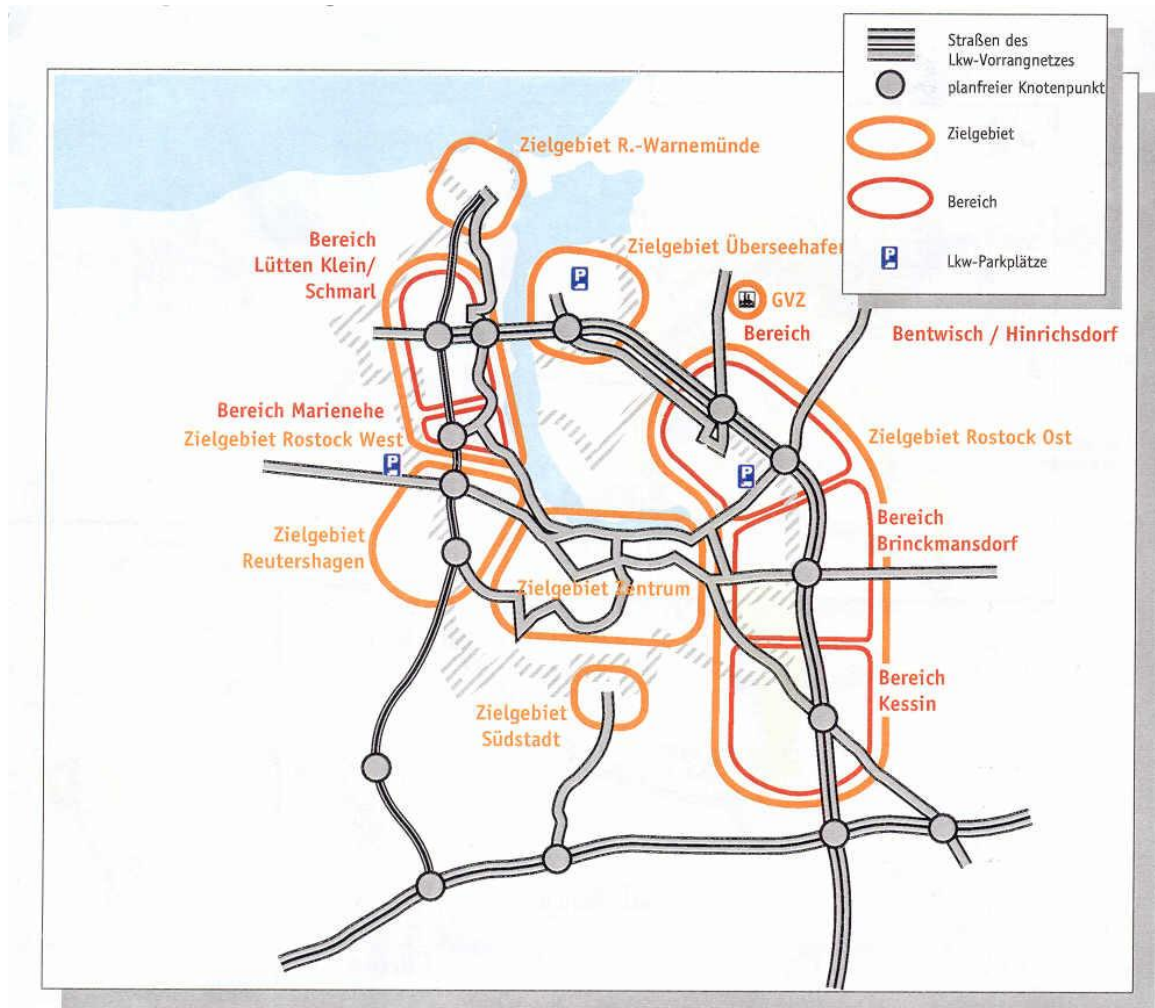 Straßen des
Lkw-Vorrangnetzes
planfreier Knotenpunkt
Zielgebiet
Bereich
P
Lkw-Parkplätze
Zielgebiet R.-Warnemünde
Bereich
Lütten Klein/
Schmarl
Zielgebiet Überseehafen
P
GVZ
Bereich
Bentwisch / Hinrichsdorf
Bereich Marienehe
Zielgebiet Rostock West
P
Zielgebiet Rostock Ost
P
Zielgebiet
Reutershagen
Bereich
Brinckmansdorf
Zielgebiet Zentrum
Bereich
Kessin
Zielgebiet
Südstadt